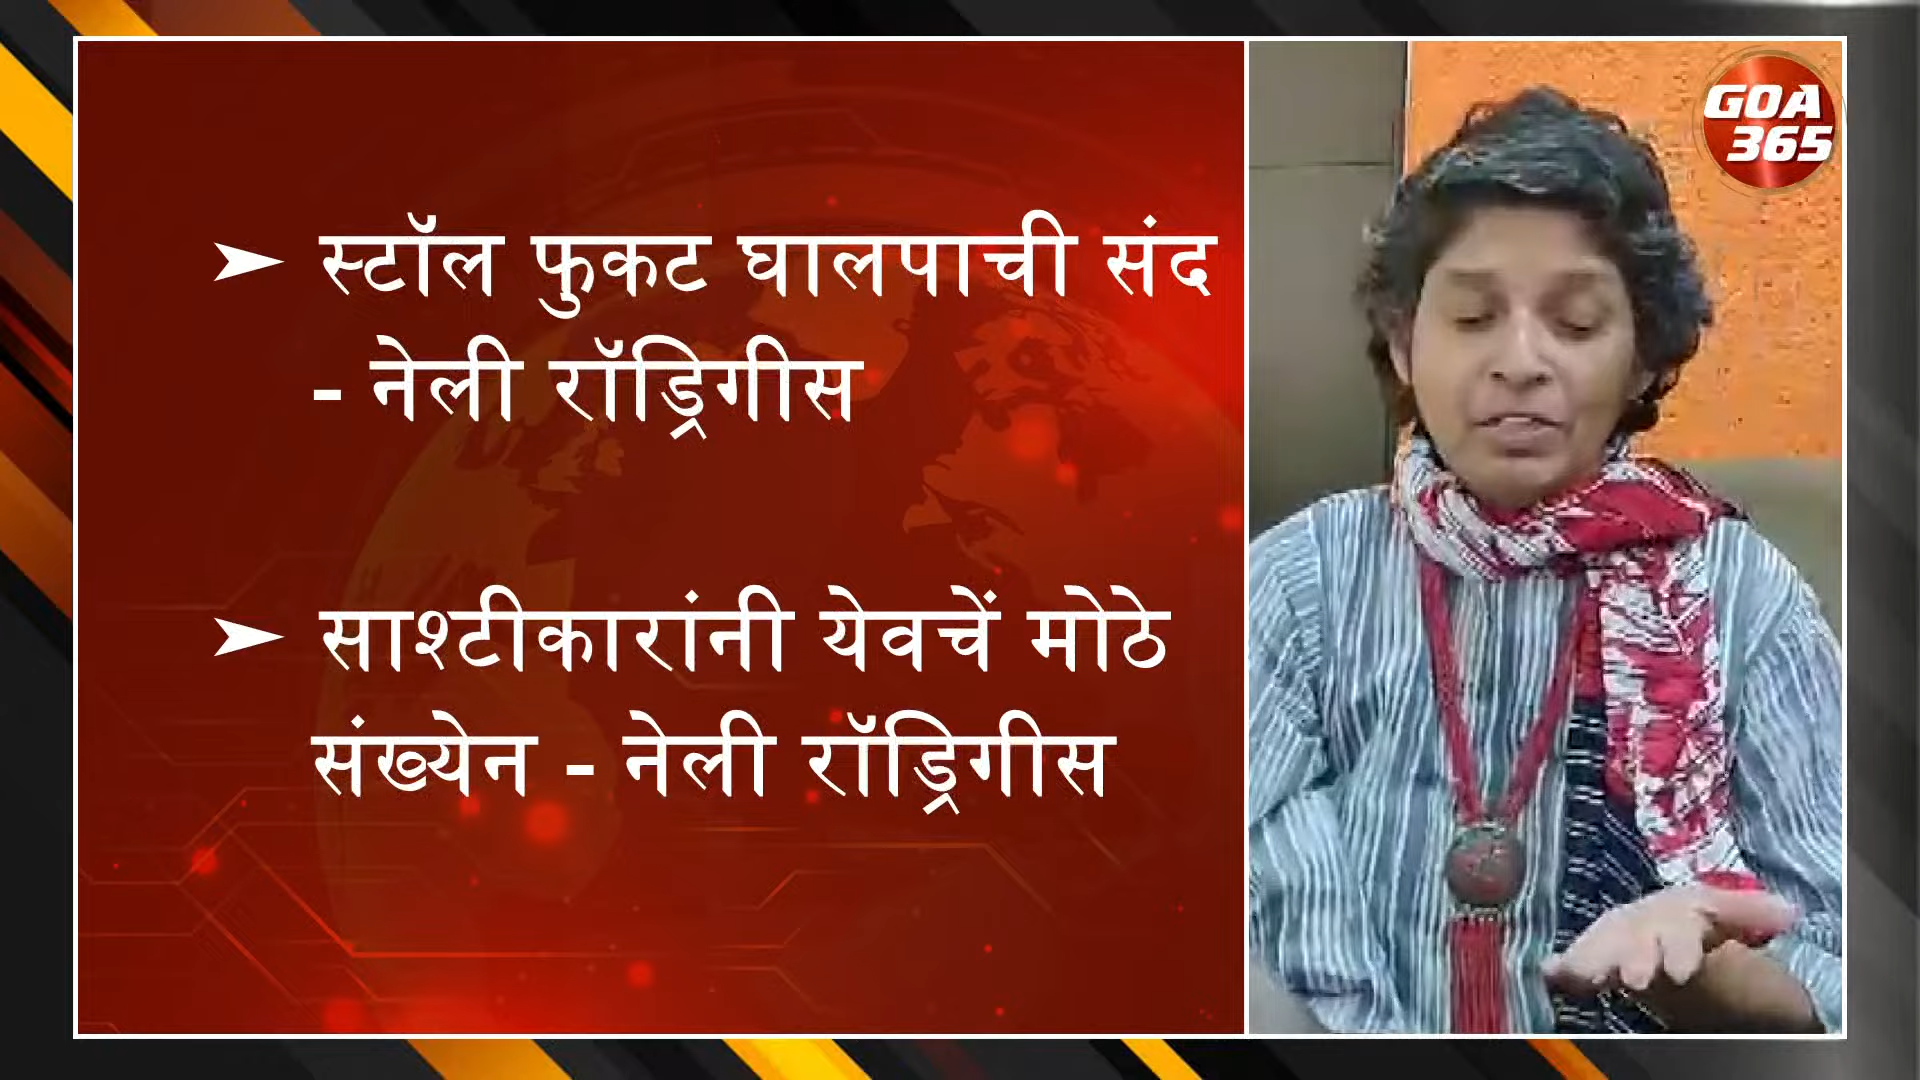 GOA
365
➤ स्टॉल फुकट घालपाची संद
- नेली रॉड्रिगीस
➤ साश्टीकारांनी येवचें मोठे
संख्येन - नेली रॉड्रिगीस